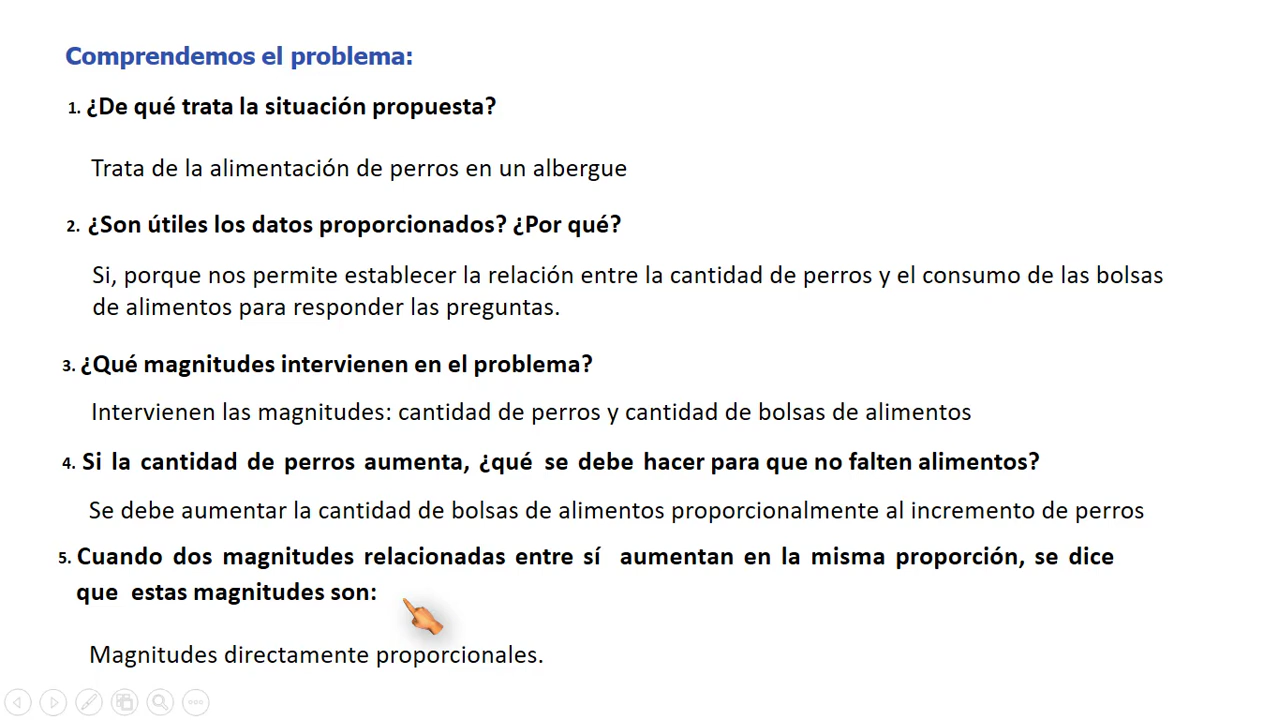 Comprendemos el problema:
1. ¿De qué trata la situación propuesta?
Trata de la alimentación de perros en un albergue
2. ¿Son útiles los datos proporcionados? ¿Por qué?
Si, porque nos permite establecer la relación entre la cantidad de perros y el consumo de las bolsas
de alimentos para responder las preguntas.
3. ¿Qué magnitudes intervienen en el problema?
Intervienen las magnitudes: cantidad de perros y cantidad de bolsas de alimentos
4. Si la cantidad de perros aumenta, ¿qué se debe hacer para que no falten alimentos?
Se debe aumentar la cantidad de bolsas de alimentos proporcionalmente al incremento de perros
5. Cuando dos magnitudes relacionadas entre sí aumentan en la misma proporción, se dice
que estas magnitudes son:
Magnitudes directamente proporcionales.